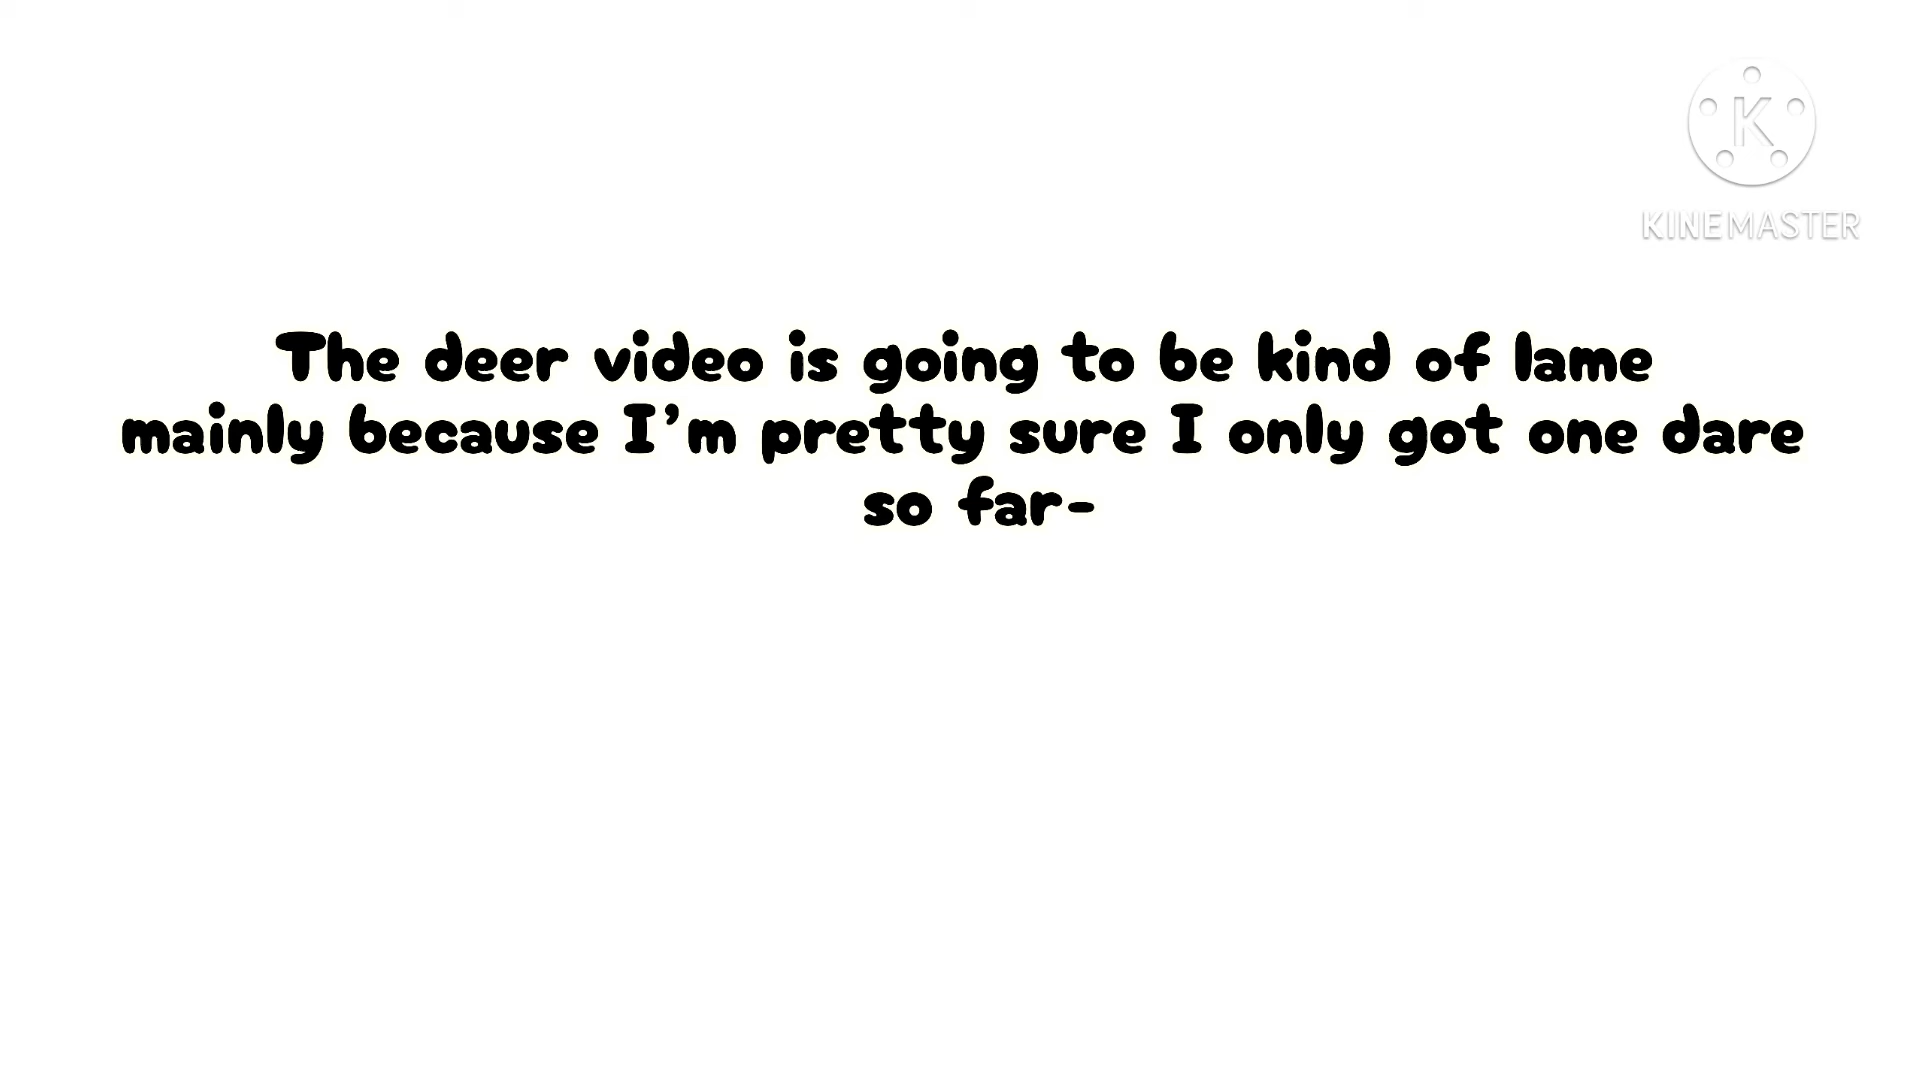 K
KINEMASTER
The deer video is going to be kind of lame
mainly because I'm pretty sure I only got one dare
so far-